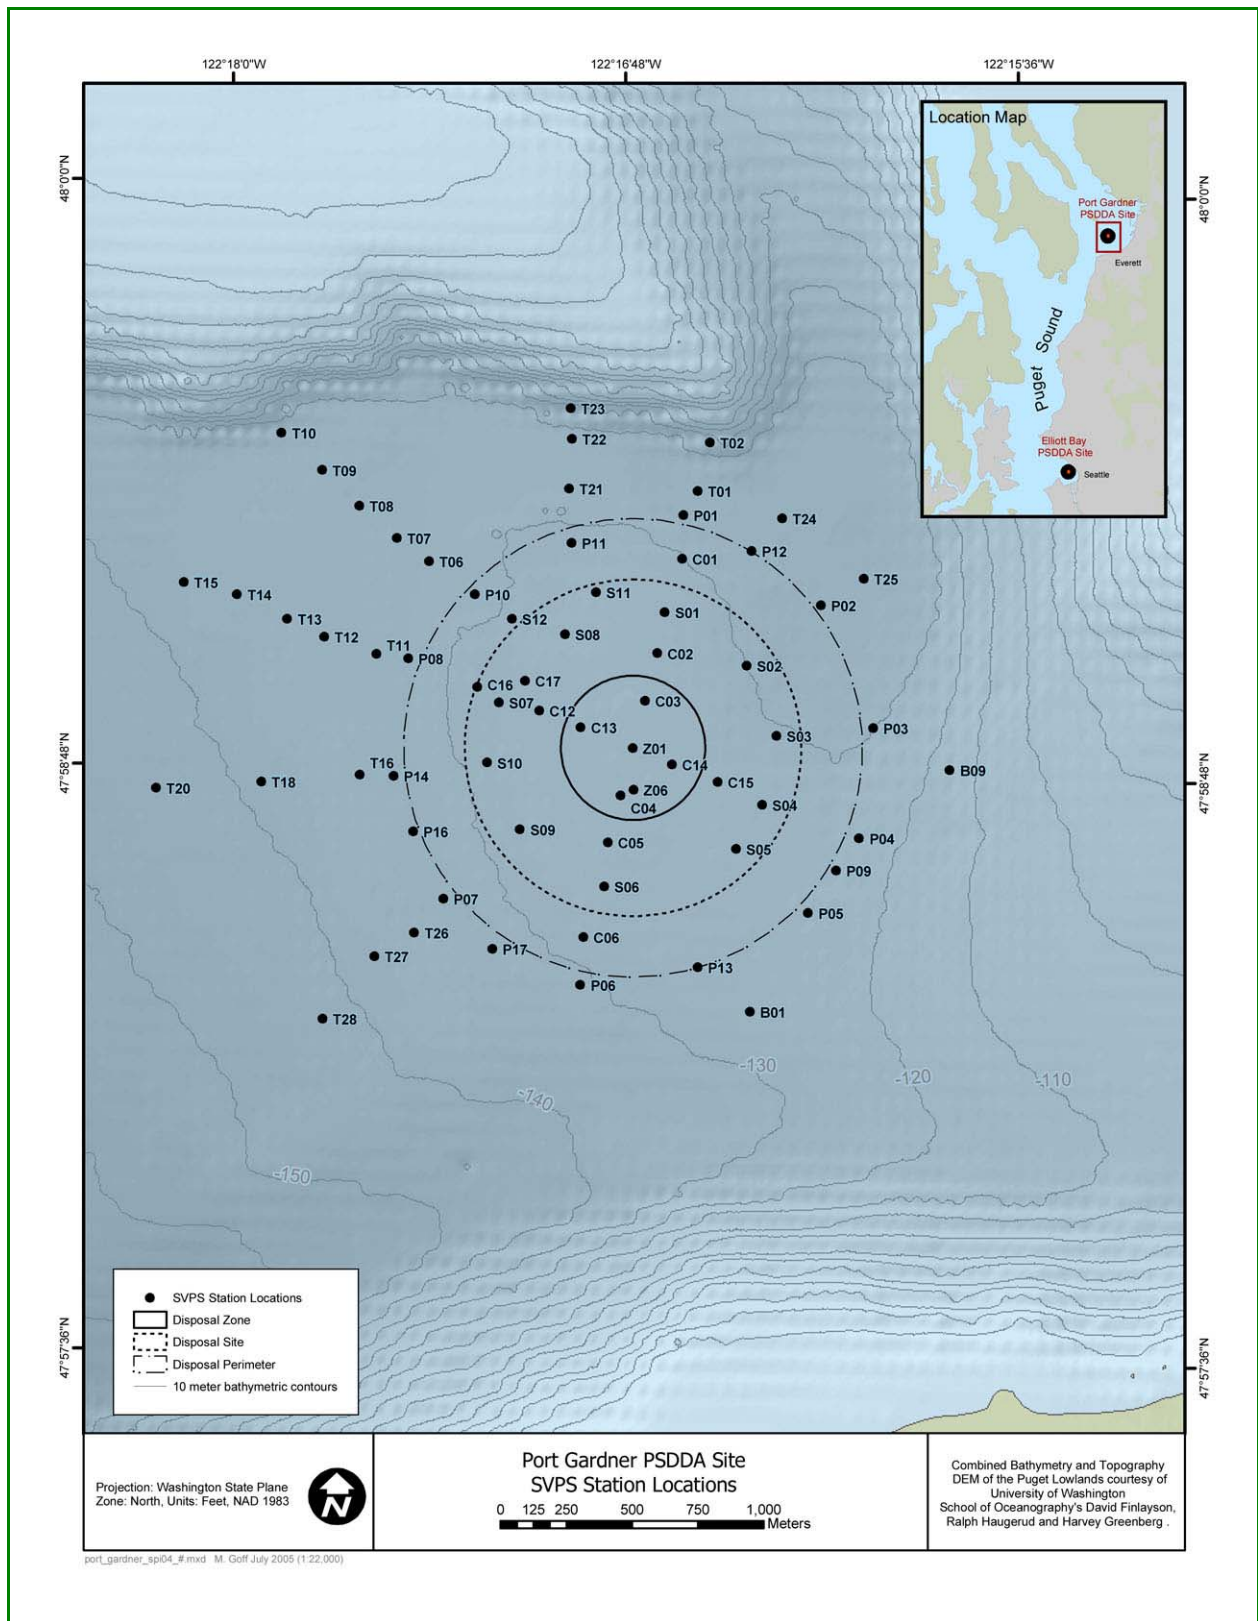 122°18'0"W
122°16'48"W
122°15'36"W
48°0'0"N
48°0'0"N
Location Map
Port Gardner
PSDDA Site
Everett
Puget Sound
Elliott Bay
PSDDA Site
Seattle
T23
T10
T22
T02
T09
T21
T01
T08
P01
T24
T07
P11
P12
T06
C01
T15
T25
T14
P10
S11
P02
T13
S12
S01
T12
S08
T11
P08
C02
S02
C16
C17
S07
C12
C03
C13
P03
S03
Z01
47°58'48"N
47°58'48"N
S10
C14
B09
T16
P14
T18
C15
T20
Z06
C04
S04
S09
P16
C05
P04
S05
P09
S06
P07
P05
T26
C06
P17
T27
P13
P06
B01
T28
-130
-120
-110
-140
-150
47°57'36"N
47°57'36"N
SVPS Station Locations
Disposal Zone
Disposal Site
Disposal Perimeter
10 meter bathymetric contours
Projection: Washington State Plane
Zone: North, Units: Feet, NAD 1983
N
Port Gardner PSDDA Site
SVPS Station Locations
0 125 250 500 750 1,000
Meters
Combined Bathymetry and Topography
DEM of the Puget Lowlands courtesy of
University of Washington
School of Oceanography's David Finlayson,
Ralph Haugerud and Harvey Greenberg .
port_gardner_spi04_#.mxd M. Goff July 2005 (1:22,000)